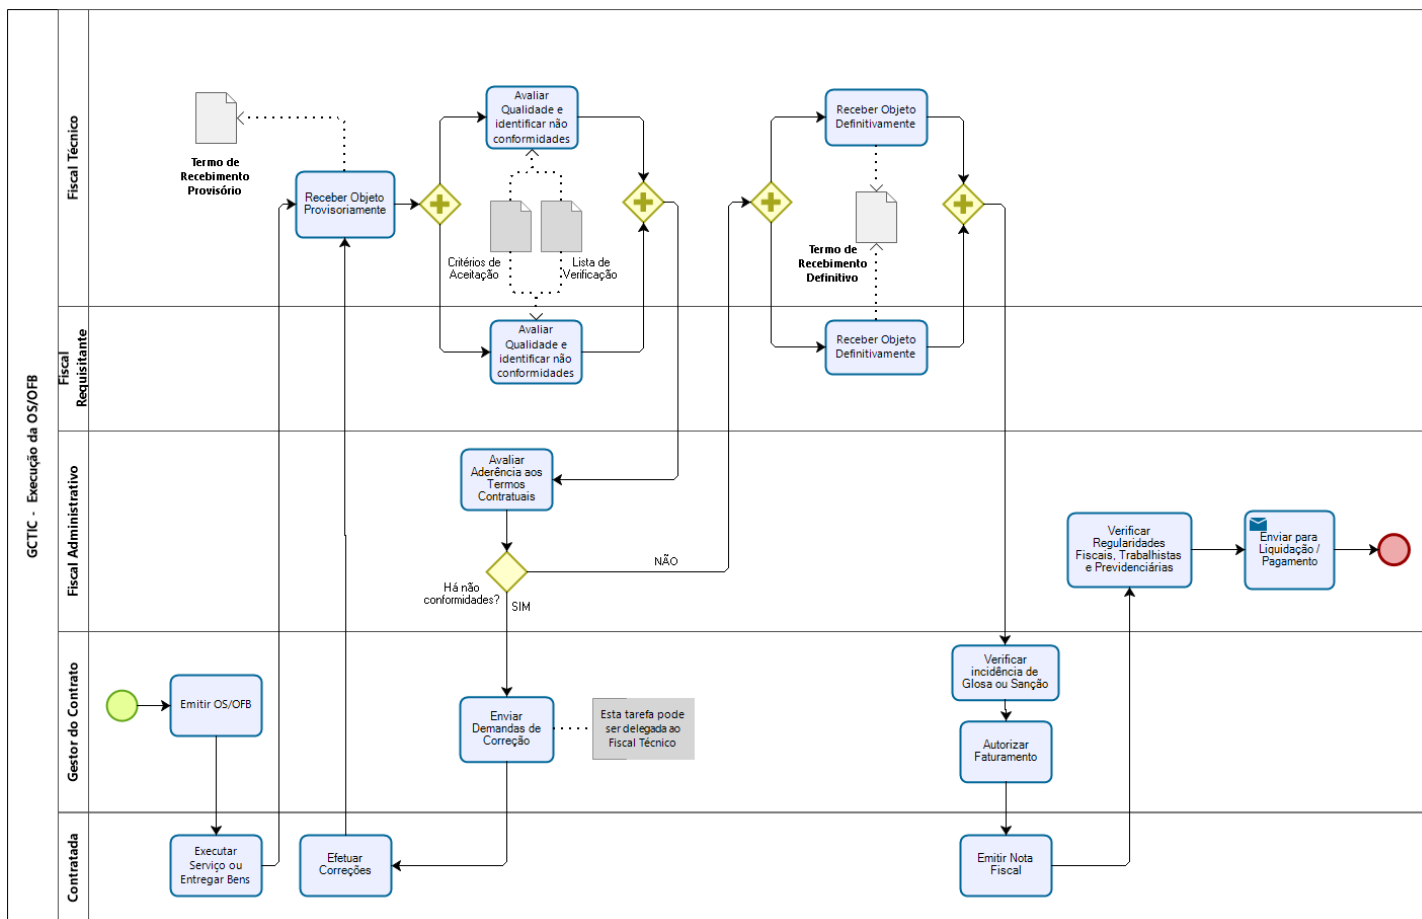 GCTIC - Execução da OS/OFB
Fiscal Técnico
Termo de
Recebimento
Provisório
Receber Objeto
Provisoriamente
Avaliar
Qualidade e
identificar não
conformidades
Critérios de
Aceitação
Lista de
Verificação
Receber Objeto
Definitivamente
Termo de
Recebimento
Definitivo
Fiscal
Requisitante
Avaliar
Qualidade e
identificar não
conformidades
Receber Objeto
Definitivamente
Fiscal Administrativo
Avaliar
Aderência aos
Termos
Contratuais
Há não
conformidades?
NÃO
SIM
Verificar
Regularidades
Fiscais, Trabalhistas
e Previdenciárias
Enviar para
Liquidação /
Pagamento
Gestor do Contrato
Emitir OS/OFB
Enviar
Demandas de
Correção
Esta tarefa pode
ser delegada ao
Fiscal Técnico
Verificar
incidência de
Glosa ou Sanção
Autorizar
Faturamento
Contratada
Executar
Serviço ou
Entregar Bens
Efetuar
Correções
Emitir Nota
Fiscal